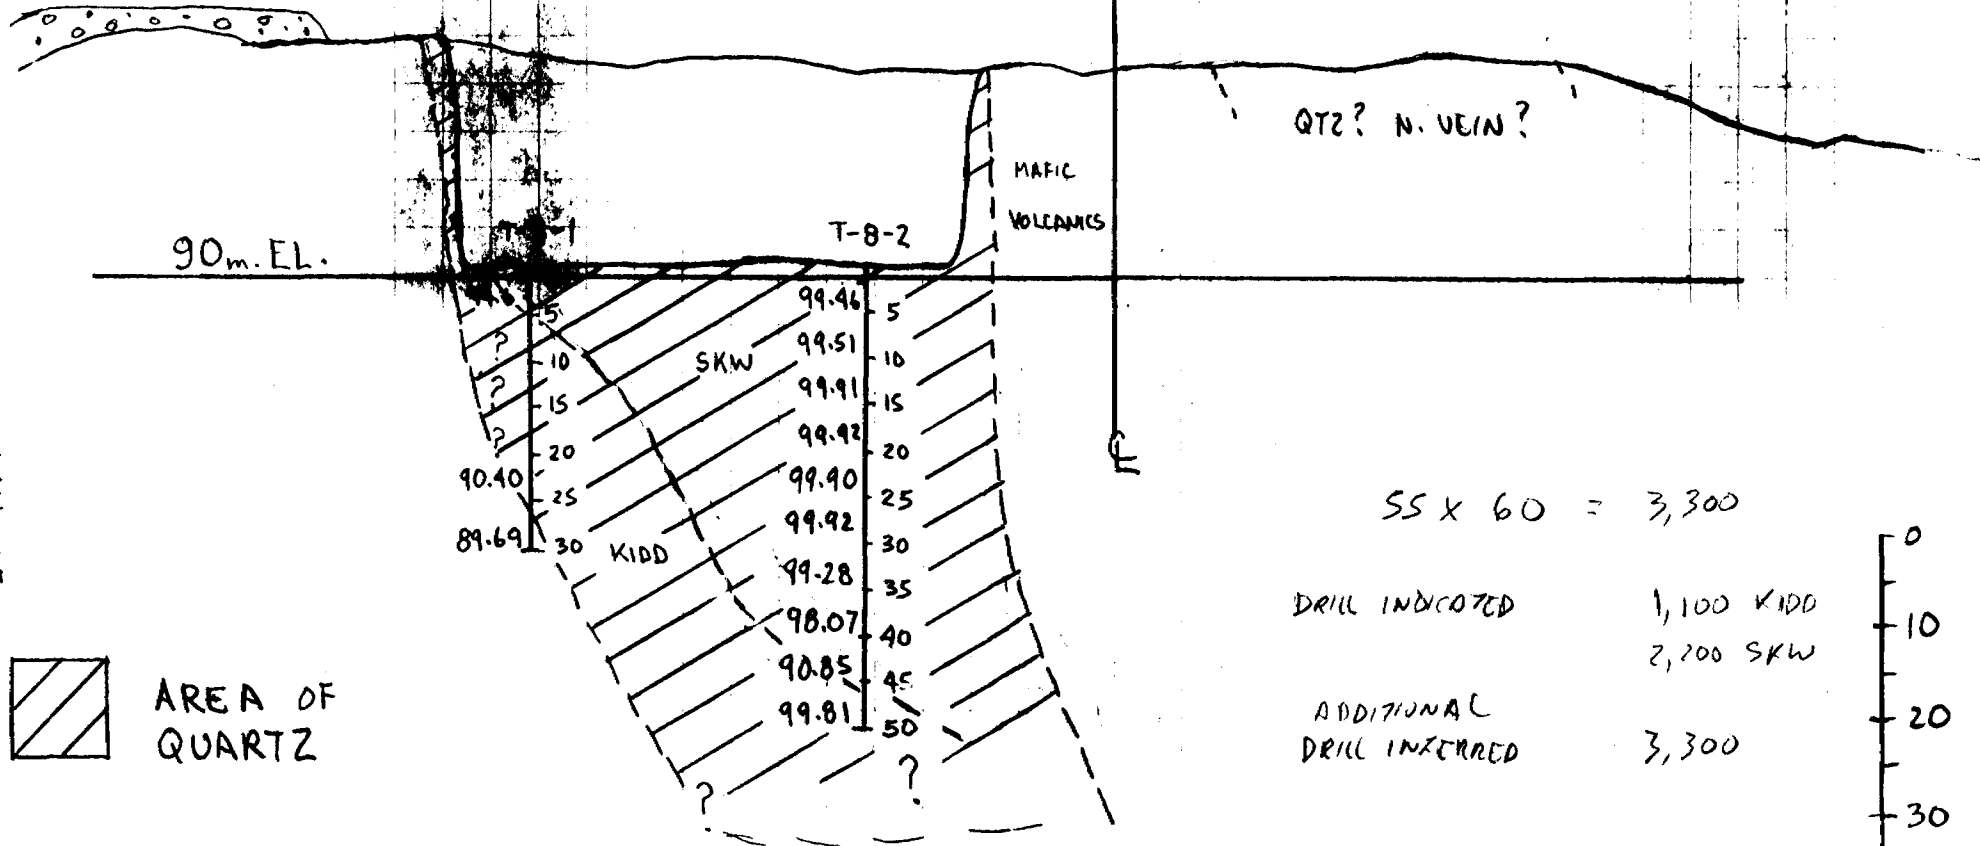 QTZ? N. VEIN?
MAFIC
VOLCANICS
T-8-2
90m. EL.
99.46
5
5
?
99.51
10
SKW
10
?
99.91
15
15
?
99.92
20
20
90.40
99.90
25
25
99.92
30
89.69
30
KIDD
99.28
35
98.07
40
90.85
45
99.81
50
?
?
℄
55 x 60 = 3,300
DRILL INDICATED 1,100 KIDD
2,200 SKW
ADDITIONAL
DRILL INFERRED 3,300
0
10
20
30
AREA OF
QUARTZ